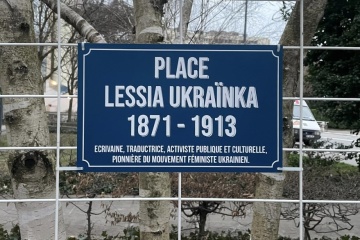 PLACE
LESSIA UKRAÏNKA
1871 - 1913
ECRIVAINE, TRADUCTRICE, ACTIVISTE PUBLIQUE ET CULTURELLE,
PIONNIÈRE DU MOUVEMENT FÉMINISTE UKRAINIEN.